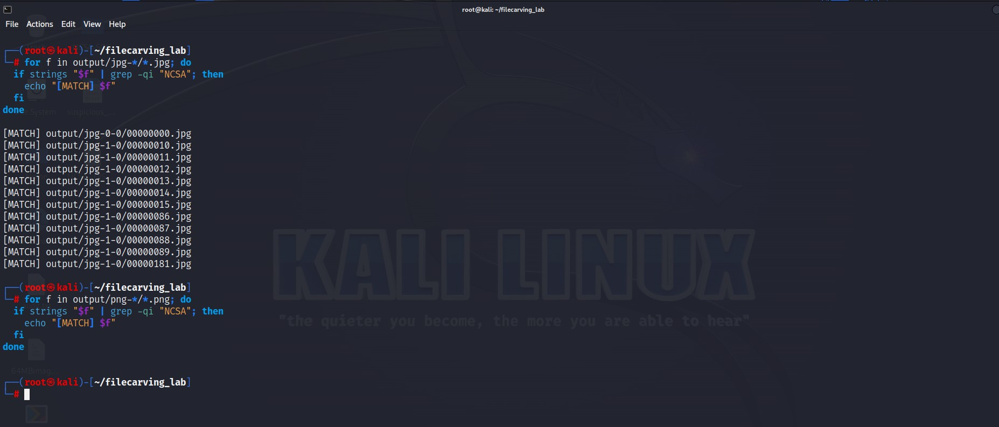 root@kali: ~/filecarving_lab
File Actions Edit View Help
┌──(root㉿kali)-[~/filecarving_lab]
└─# for f in output/jpg-*/*.jpg; do
  if strings "$f" | grep -qi "NCSA"; then
    echo "[MATCH] $f"
  fi
done
File System suspicious_...
[MATCH] output/jpg-0-0/00000000.jpg
[MATCH] output/jpg-1-0/00000010.jpg
[MATCH] output/jpg-1-0/00000011.jpg
[MATCH] output/jpg-1-0/00000012.jpg
[MATCH] output/jpg-1-0/00000013.jpg
[MATCH] output/jpg-1-0/00000014.jpg
[MATCH] output/jpg-1-0/00000015.jpg
[MATCH] output/jpg-1-0/00000086.jpg
[MATCH] output/jpg-1-0/00000087.jpg
[MATCH] output/jpg-1-0/00000088.jpg
[MATCH] output/jpg-1-0/00000089.jpg
[MATCH] output/jpg-1-0/00000181.jpg
KALI LINUX
"the quieter you become, the more you are able to hear"
┌──(root㉿kali)-[~/filecarving_lab]
└─# for f in output/png-*/*.png; do
  if strings "$f" | grep -qi "NCSA"; then
    echo "[MATCH] $f"
  fi
done
64MBimag...
┌──(root㉿kali)-[~/filecarving_lab]
└─#